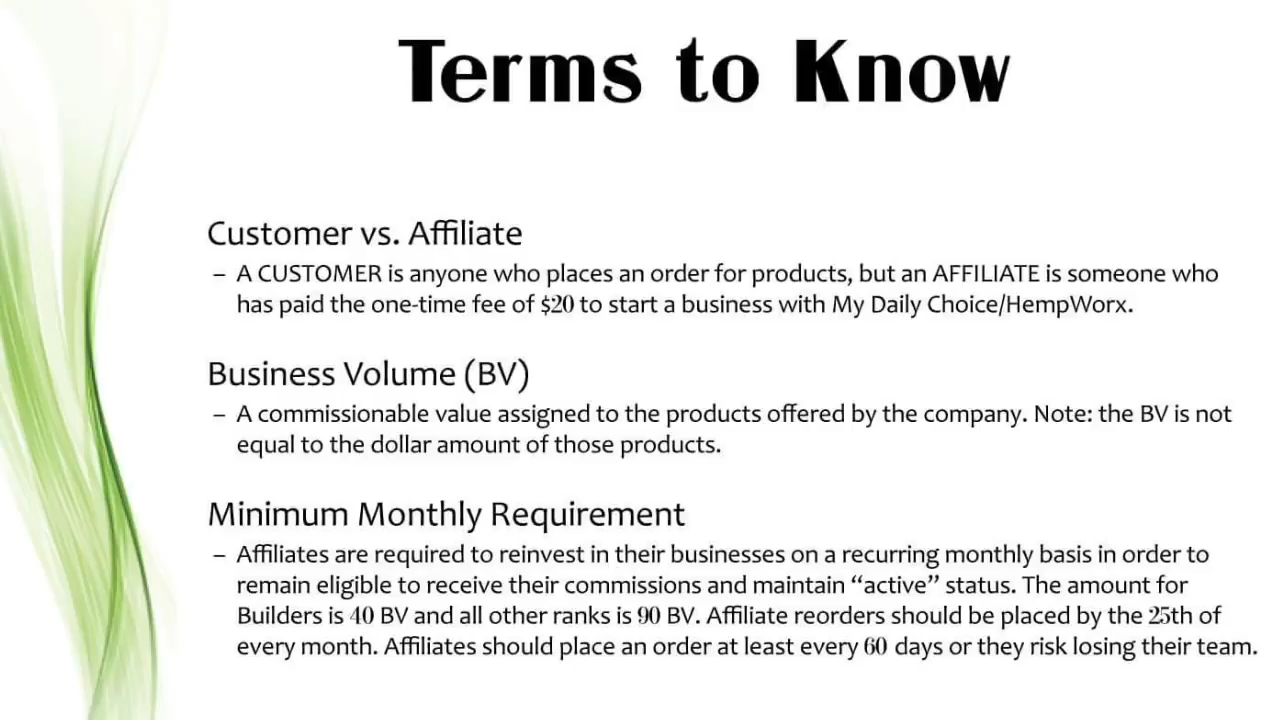 Terms to Know
Customer vs. Affiliate
– A CUSTOMER is anyone who places an order for products, but an AFFILIATE is someone who
has paid the one-time fee of $20 to start a business with My Daily Choice/HempWorx.
Business Volume (BV)
– A commissionable value assigned to the products offered by the company. Note: the BV is not
equal to the dollar amount of those products.
Minimum Monthly Requirement
– Affiliates are required to reinvest in their businesses on a recurring monthly basis in order to
remain eligible to receive their commissions and maintain “active” status. The amount for
Builders is 40 BV and all other ranks is 90 BV. Affiliate reorders should be placed by the 25th of
every month. Affiliates should place an order at least every 60 days or they risk losing their team.